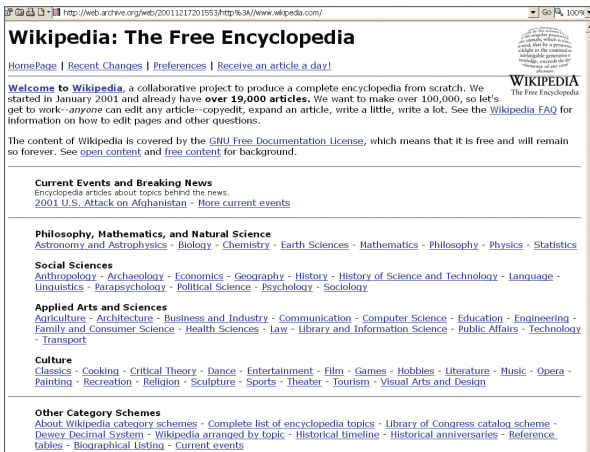 http://web.archive.org/web/20011217201553/http%3A//www.wikipedia.com/
Go 100%
Wikipedia: The Free Encyclopedia
HomePage | Recent Changes | Preferences | Receive an article a day!
WIKIPEDIA
The Free Encyclopedia
Welcome to Wikipedia, a collaborative project to produce a complete encyclopedia from scratch. We
started in January 2001 and already have over 19,000 articles. We want to make over 100,000, so let's
get to work--anyone can edit any article--copyedit, expand an article, write a little, write a lot. See the Wikipedia FAQ for
information on how to edit pages and other questions.
The content of Wikipedia is covered by the GNU Free Documentation License, which means that it is free and will remain
so forever. See open content and free content for background.
Current Events and Breaking News
Encyclopedia articles about topics behind the news.
2001 U.S. Attack on Afghanistan - More current events
Philosophy, Mathematics, and Natural Science
Astronomy and Astrophysics - Biology - Chemistry - Earth Sciences - Mathematics - Philosophy - Physics - Statistics
Social Sciences
Anthropology - Archaeology - Economics - Geography - History - History of Science and Technology - Language -
Linguistics - Parapsychology - Political Science - Psychology - Sociology
Applied Arts and Sciences
Agriculture - Architecture - Business and Industry - Communication - Computer Science - Education - Engineering -
Family and Consumer Science - Health Sciences - Law - Library and Information Science - Public Affairs - Technology
- Transport
Culture
Classics - Cooking - Critical Theory - Dance - Entertainment - Film - Games - Hobbies - Literature - Music - Opera -
Painting - Recreation - Religion - Sculpture - Sports - Theater - Tourism - Visual Arts and Design
Other Category Schemes
About Wikipedia category schemes - Complete list of encyclopedia topics - Library of Congress catalog scheme -
Dewey Decimal System - Wikipedia arranged by topic - Historical timeline - Historical anniversaries - Reference
tables - Biographical Listing - Current events